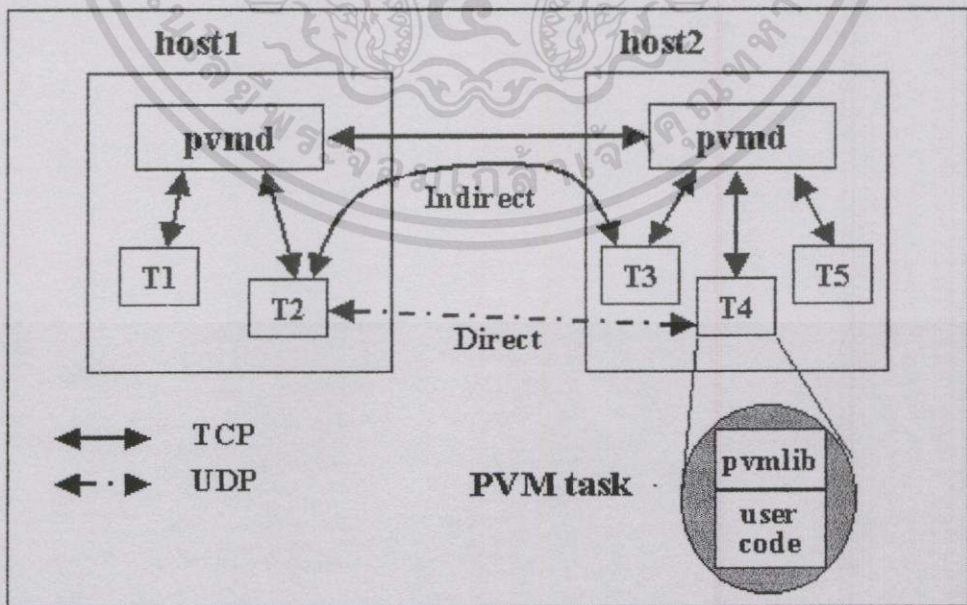 host1
host2
pvmd
pvmd
Indirect
T1
T2
T3
T4
T5
Direct
TCP
UDP
PVM task
pvmlib
user
code